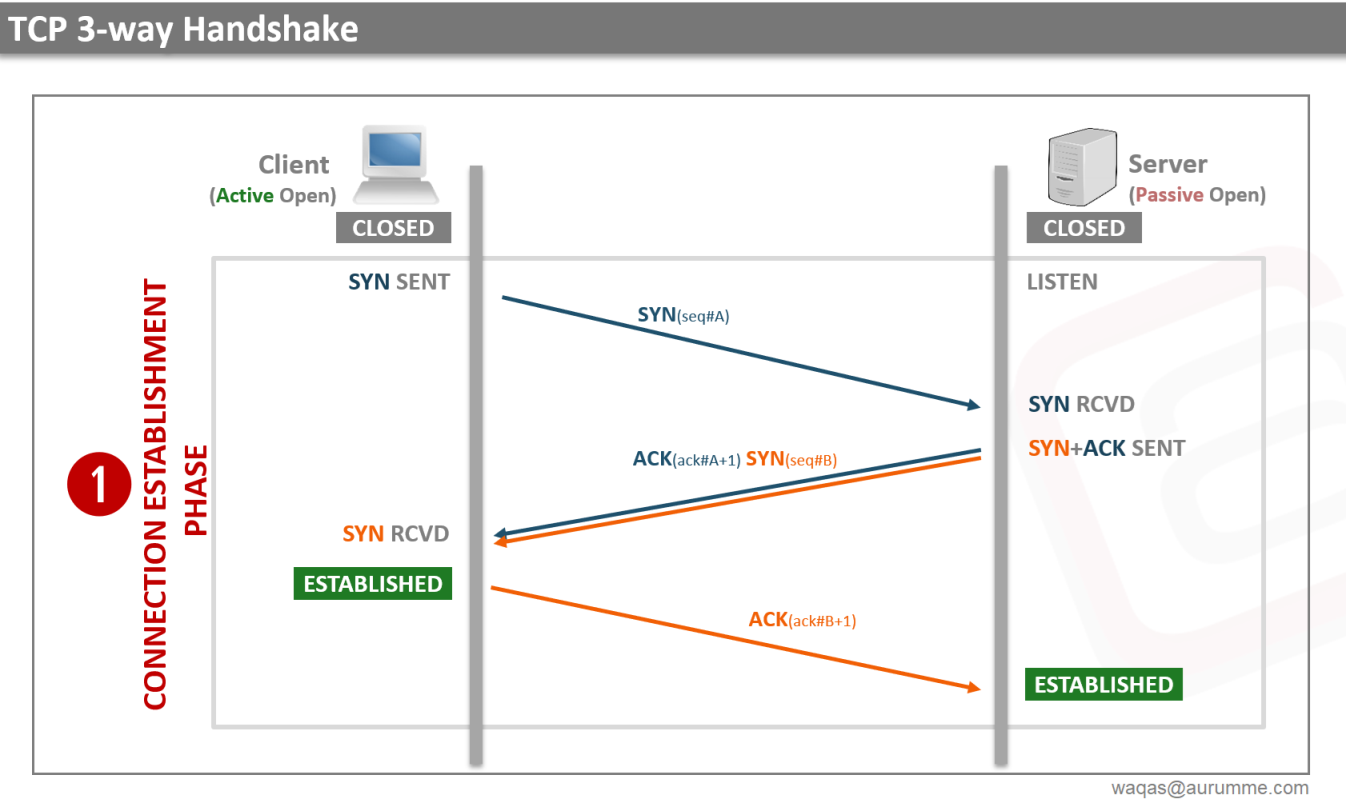 TCP 3-way Handshake
Client
(Active Open)
CLOSED
Server
(Passive Open)
CLOSED
1
CONNECTION ESTABLISHMENT
PHASE
SYN SENT
LISTEN
SYN(seq#A)
SYN RCVD
SYN+ACK SENT
ACK(ack#A+1) SYN(seq#B)
SYN RCVD
ESTABLISHED
ACK(ack#B+1)
ESTABLISHED
waqas@aurumme.com